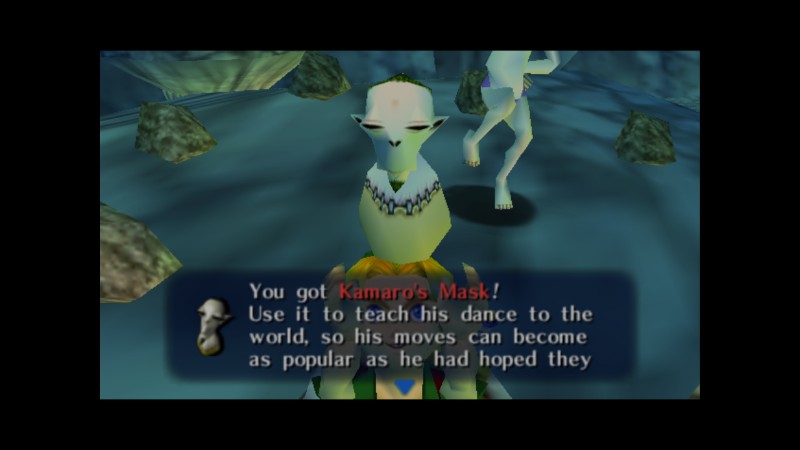 You got Kamaro's Mask!
Use it to teach his dance to the
world, so his moves can become
as popular as he had hoped they